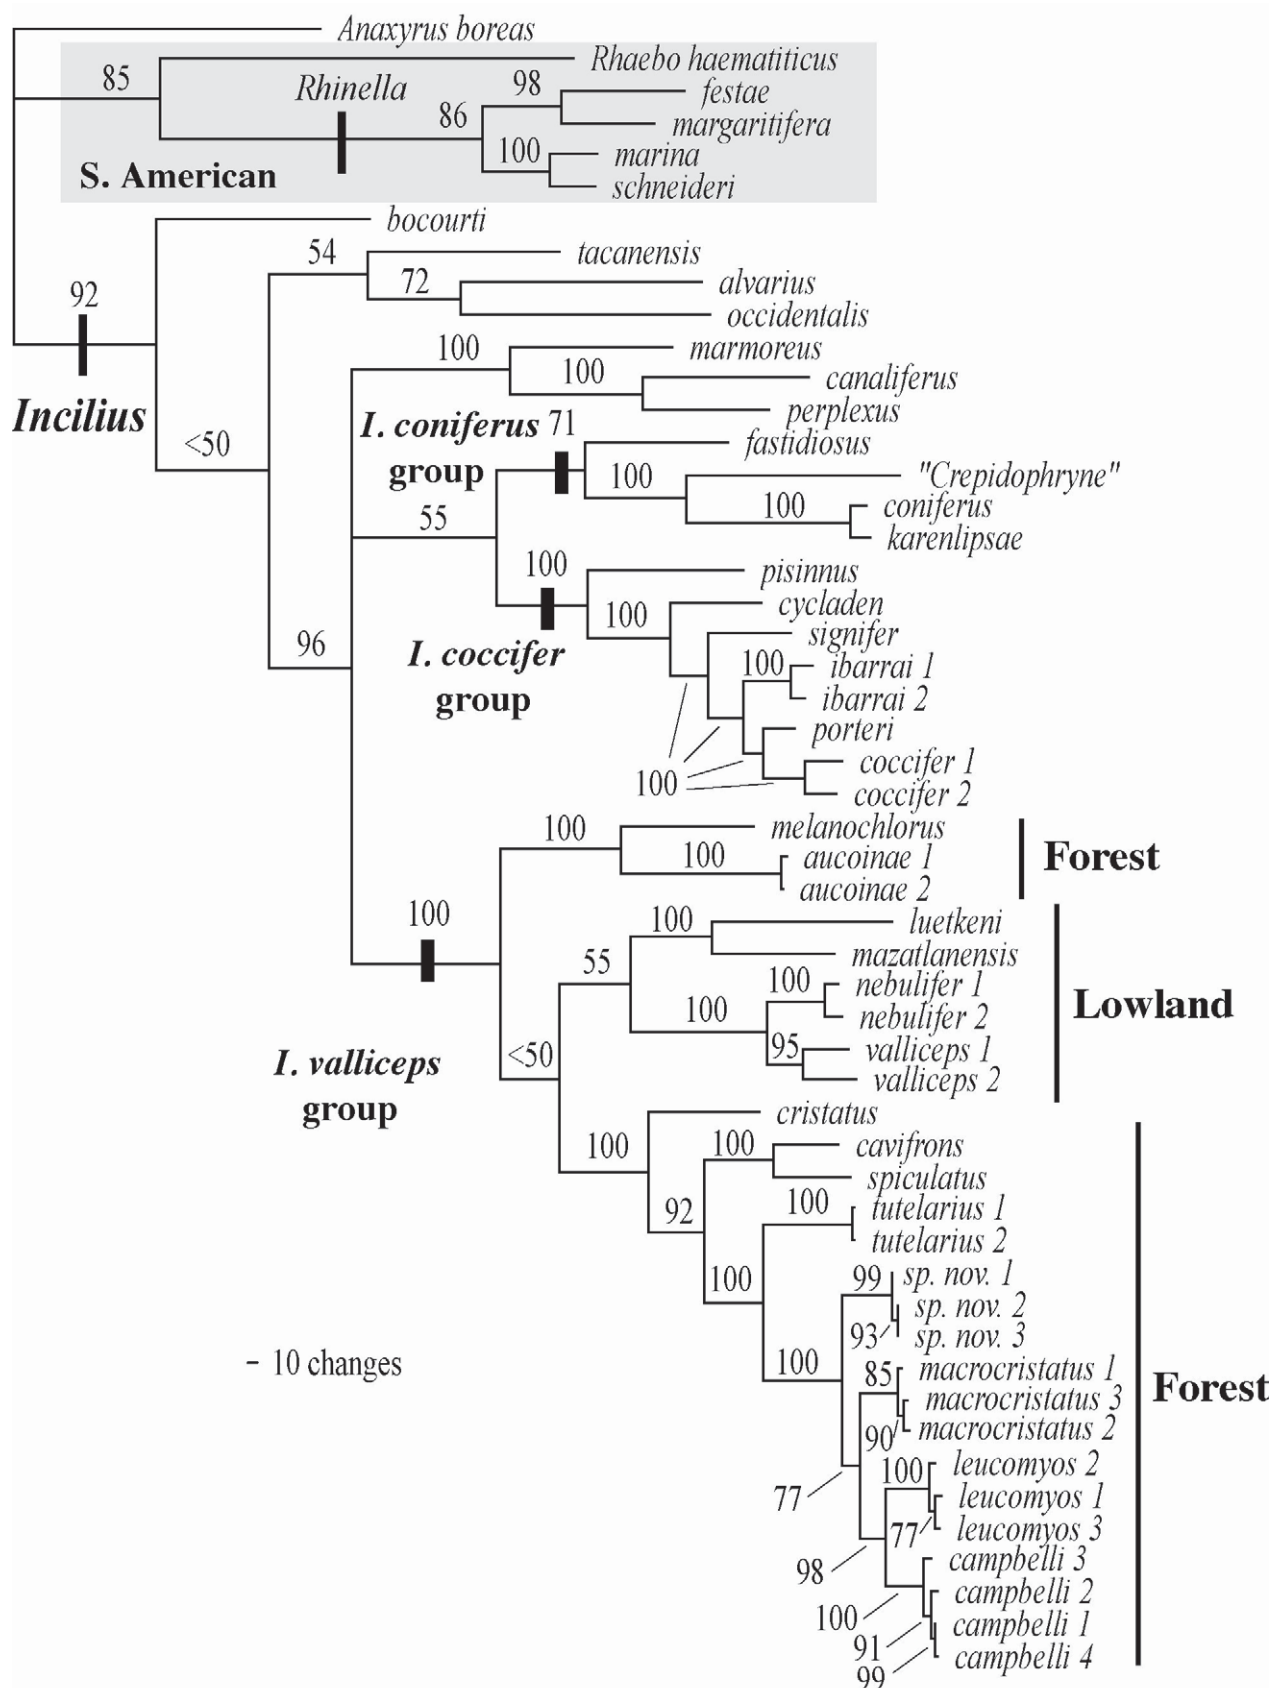 Anaxyrus boreas
Rhaebo haematiticus
85
Rhinella
98
festae
86
margaritifera
100
marina
S. American
schneideri
bocourti
54
tacanensis
72
alvarius
92
occidentalis
100
marmoreus
100
canaliferus
Incilius
perplexus
I. coniferus
71
<50
group
fastidiosus
100
"Crepidophryne"
55
100
coniferus
karenlipsae
100
pisinnus
100
cycladen
96
signifer
I. coccifer
100
ibarrai 1
group
ibarrai 2
porteri
100
coccifer 1
coccifer 2
100
melanochlorus
100
aucoinae 1
Forest
aucoinae 2
100
100
luetkeni
55
mazatlanensis
100
nebulifer 1
Lowland
100
nebulifer 2
<50
95
valliceps 1
I. valliceps
valliceps 2
group
cristatus
100
100
cavifrons
spiculatus
92
100
tutelarius 1
tutelarius 2
100
99
sp. nov. 1
sp. nov. 2
93
sp. nov. 3
10 changes
100
85
macrocristatus 1
Forest
macrocristatus 3
90
macrocristatus 2
77
100
leucomyos 2
leucomyos 1
77
leucomyos 3
98
campbelli 3
campbelli 2
100
campbelli 1
91
campbelli 4
99